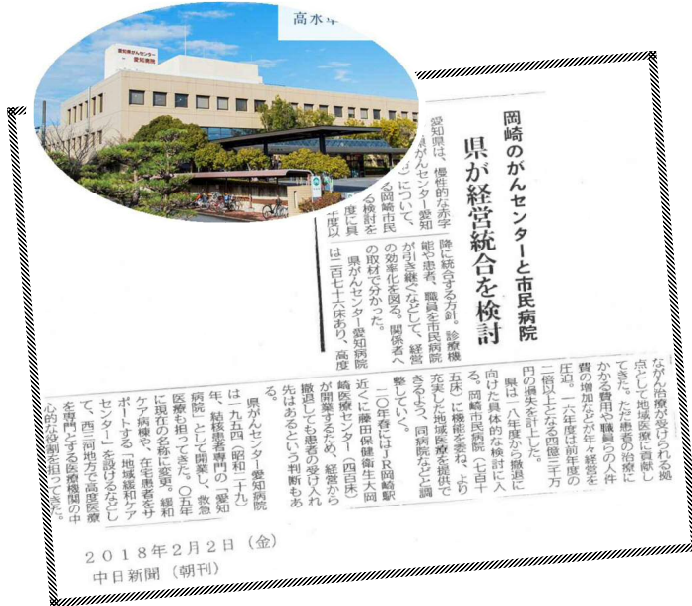 高水準
愛知県がんセンター
愛知病院
岡崎のがんセンターと市民病院
県が経営統合を検討
愛知県は、慢性的な赤字
県がんセンター愛知
について、
る岡崎市民
る検討を
度に具
年度以
降に統合する方針。診療機
能や患者、職員を市民病院
が引き継ぐなどして、経営
の効率化を図る。関係者へ
の取材で分かった。
県がんセンター愛知病院
は二百七十六床あり、高度
ながん治療が受けられる拠
点として地域医療に貢献し
てきた。ただ患者の治療に
かかる費用や職員らの人件
費の増加などが年々経営を
圧迫。一六年度は前年度の
二倍以上となる四億二千万
円の損失を計上した。
県は一八年度から撤退に
向けた具体的な検討に入
る。岡崎市民病院（七百十
五床）に機能を委ね、より
充実した地域医療を提供で
きるよう、同病院などと調
整していく。
二〇年春にはＪＲ岡崎駅
近くに藤田保健衛生大岡
崎医療センター（四百床）
が開業するため、経営から
撤退しても患者の受け入れ
先はあるという判断もあ
る。
県がんセンター愛知病院
は一九五四（昭和二十九）
年、結核患者専門の「愛知
病院」として開業し、救急
医療も担ってきた。〇五年
に現在の名称に変更。緩和
ケア病棟や、在宅患者をサ
ポートする「地域緩和ケア
センター」を設けるなどし
て、西三河地方で高度医療
を専門とする医療機関の中
心的な役割を担ってきた。
２０１８年２月２日（金）
中日新聞（朝刊）